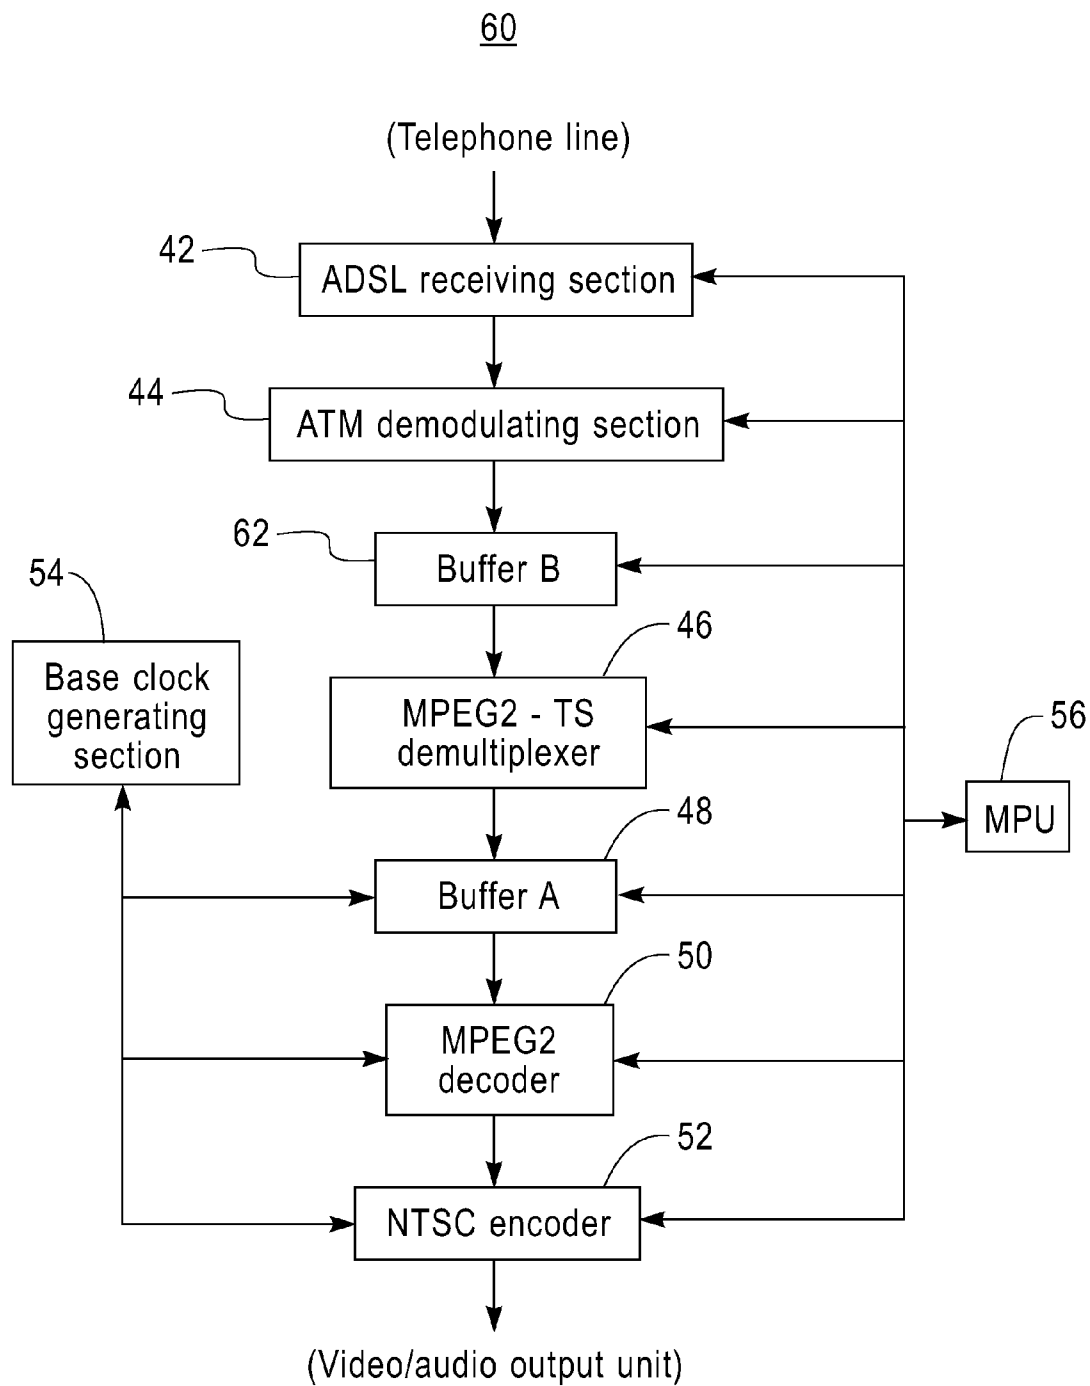 60
(Telephone line)
42
ADSL receiving section
44
ATM demodulating section
62
Buffer B
54
Base clock
generating
section
46
MPEG2 - TS
demultiplexer
56
MPU
48
Buffer A
50
MPEG2
decoder
52
NTSC encoder
(Video/audio output unit)